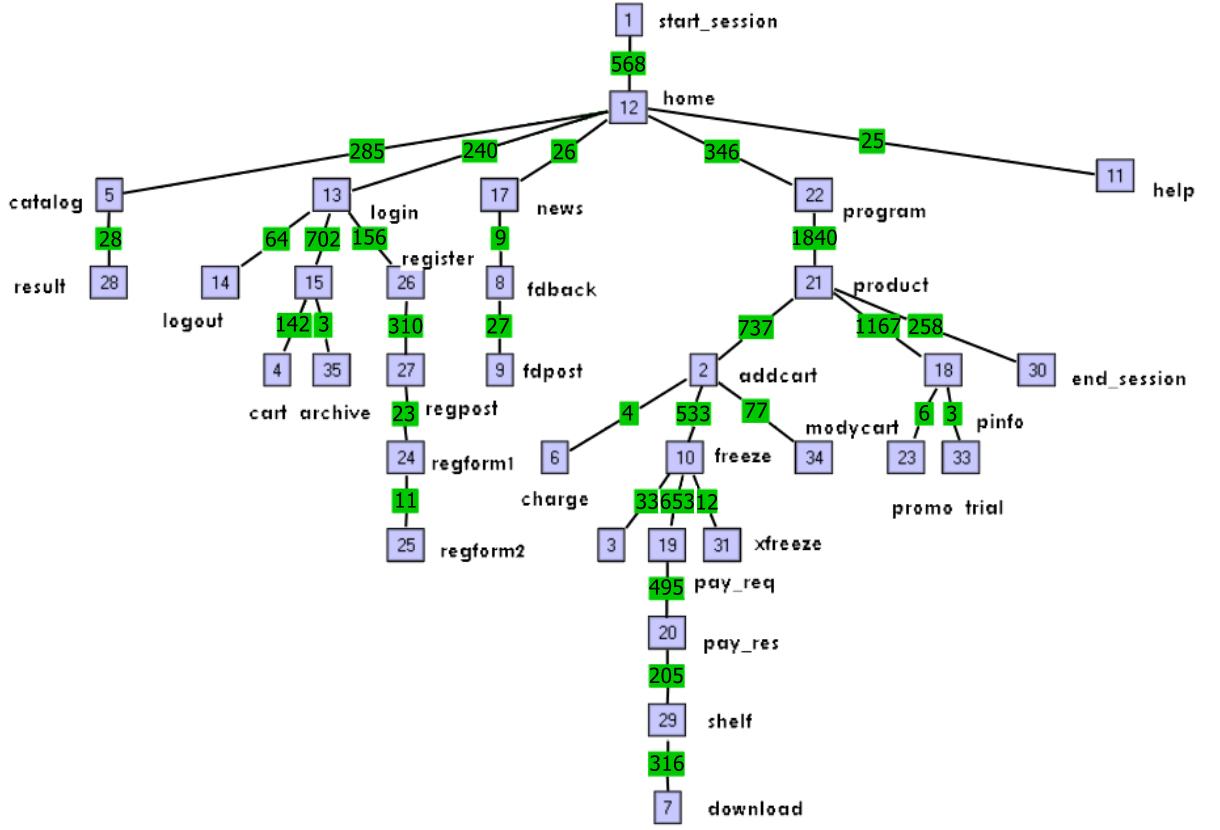 1 start_session
568
12 home
285 240 26 346 25
5 13 17 22 11
catalog login news program help
28 64 702 156 9 1840
register
28 14 15 26 8 21
result logout fdback product
142 3 310 27 737 1167 258
4 35 27 9 2 18 30
cart archive regpost fdpost addcart pinfo end_session
23 4 533 77 6 3
modycart
24 6 10 34 23 33
regform1 charge freeze promo trial
11 33 653 12
25 3 19 31
regform2 xfreeze
pay_req
495
20 pay_res
205
29 shelf
316
7 download